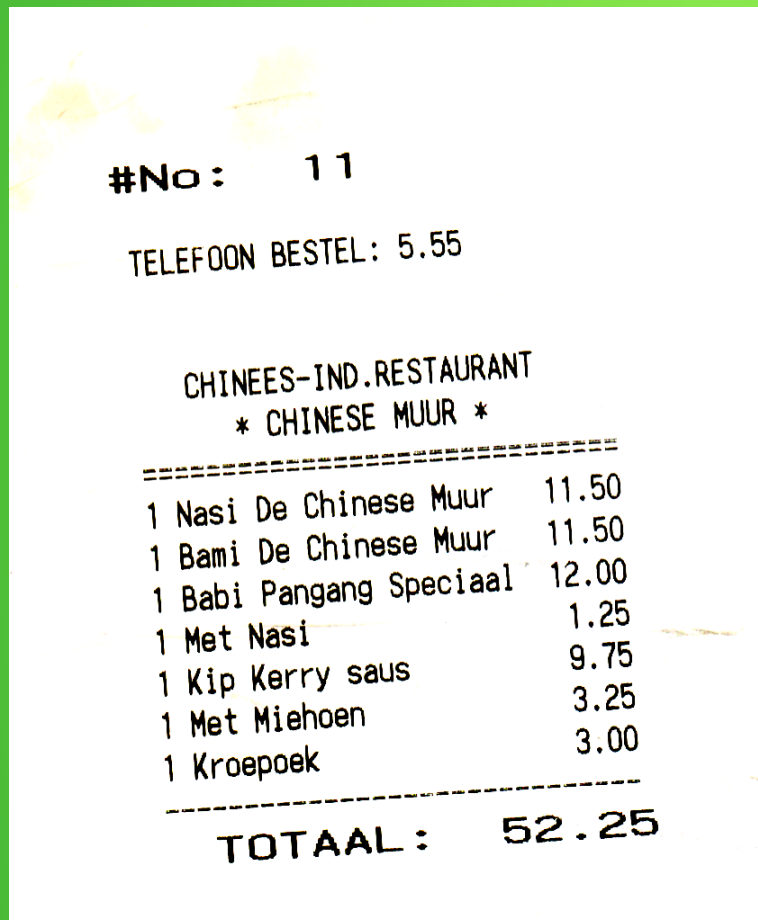 #No: 11
TELEFOON BESTEL: 5.55
CHINEES-IND.RESTAURANT
* CHINESE MUUR *
==============================
1 Nasi De Chinese Muur 11.50
1 Bami De Chinese Muur 11.50
1 Babi Pangang Speciaal 12.00
1 Met Nasi 1.25
1 Kip Kerry saus 9.75
1 Met Miehoen 3.25
1 Kroepoek 3.00
------------------------------
TOTAAL: 52.25